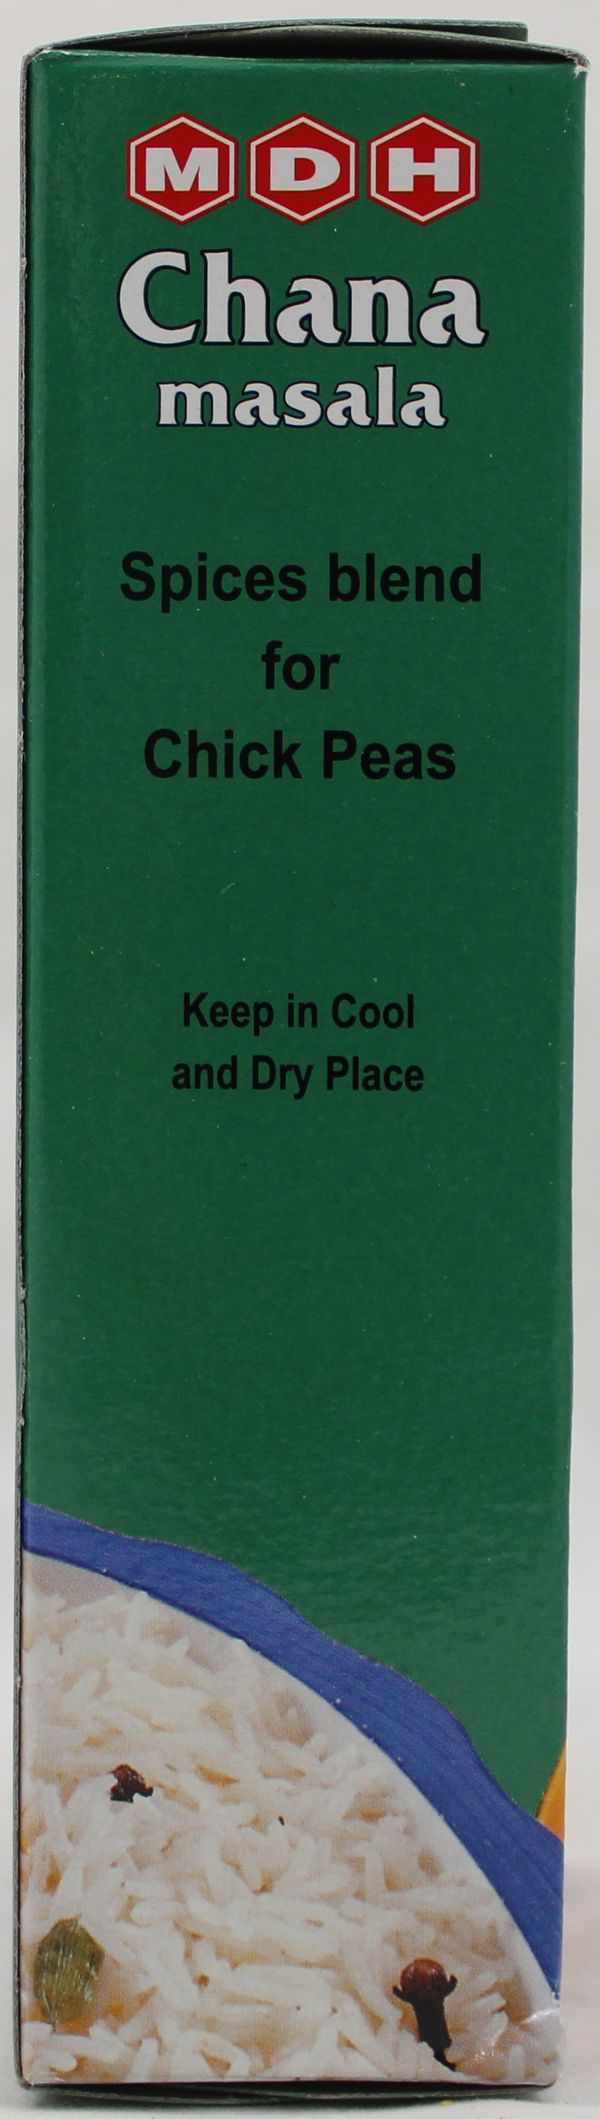 MDH
Chana
masala
Spices blend
for
Chick Peas
Keep in Cool
and Dry Place